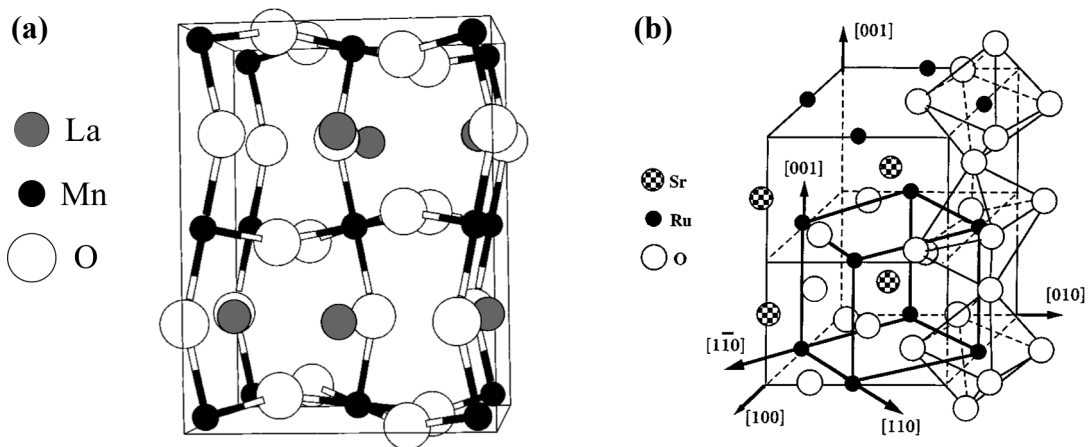 (a)
La
Mn
O
(b)
[001]
[001]
Sr
Ru
O
[010]
[11̅0]
[100]
[110]